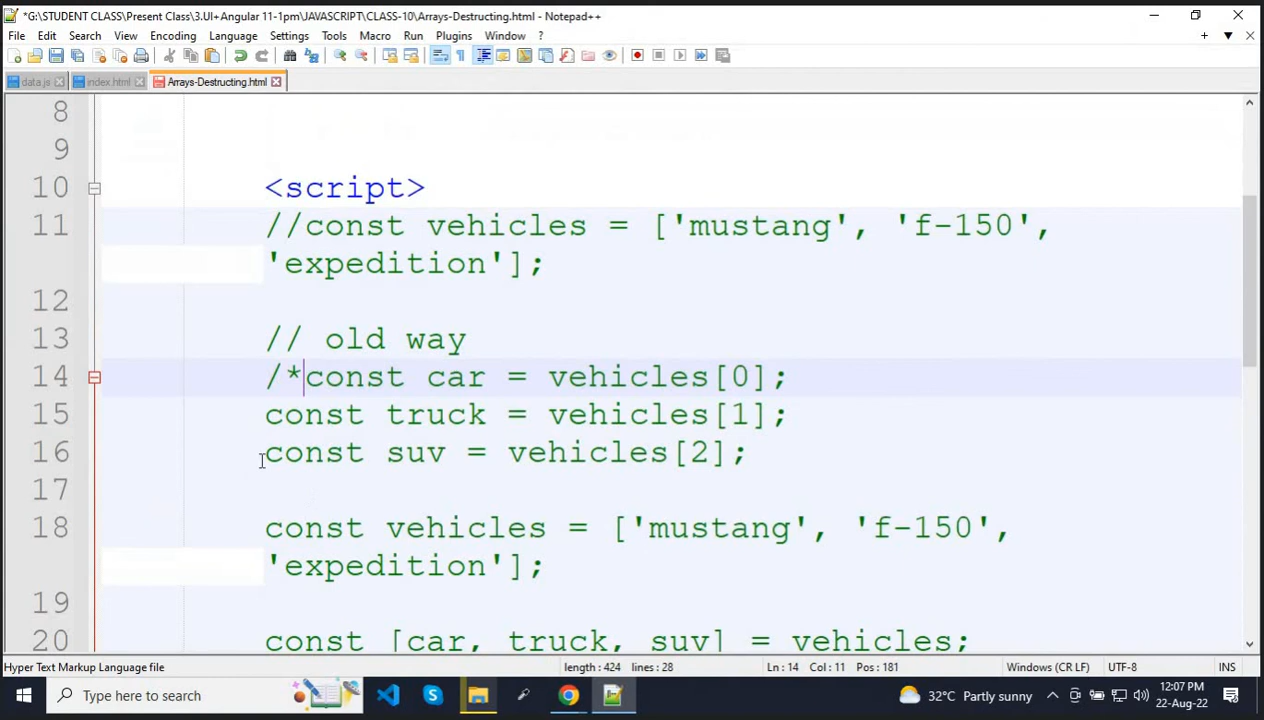 *G:\STUDENT CLASS\Present Class\3.UI+Angular 11-1pm\JAVASCRIPT\CLASS-10\Arrays-Destructing.html - Notepad++
File Edit Search View Encoding Language Settings Tools Macro Run Plugins Window ?
data.js index.html Arrays-Destructing.html
8
9
10 <script>
11 //const vehicles = ['mustang', 'f-150',
'expedition'];
12
13 // old way
14 /*const car = vehicles[0];
15 const truck = vehicles[1];
16 const suv = vehicles[2];
17
18 const vehicles = ['mustang', 'f-150',
'expedition'];
19
20 const [car, truck, suv] = vehicles;
Hyper Text Markup Language file length : 424 lines : 28 Ln : 14 Col : 11 Pos : 181 Windows (CR LF) UTF-8 INS
Type here to search 32°C Partly sunny 12:07 PM
22-Aug-22